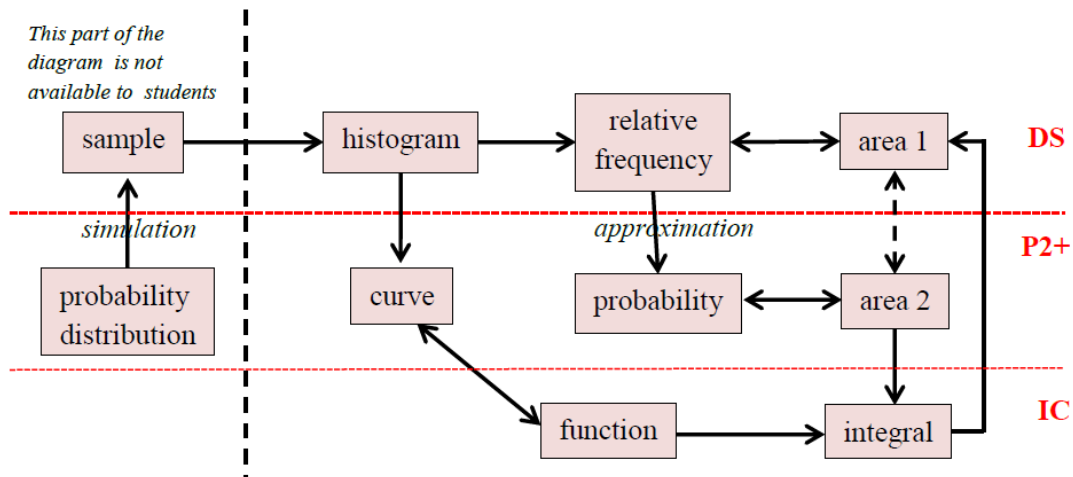 This part of the
diagram is not
available to students
sample
histogram
relative
frequency
area 1
DS
simulation
approximation
P2+
probability
distribution
curve
probability
area 2
IC
function
integral